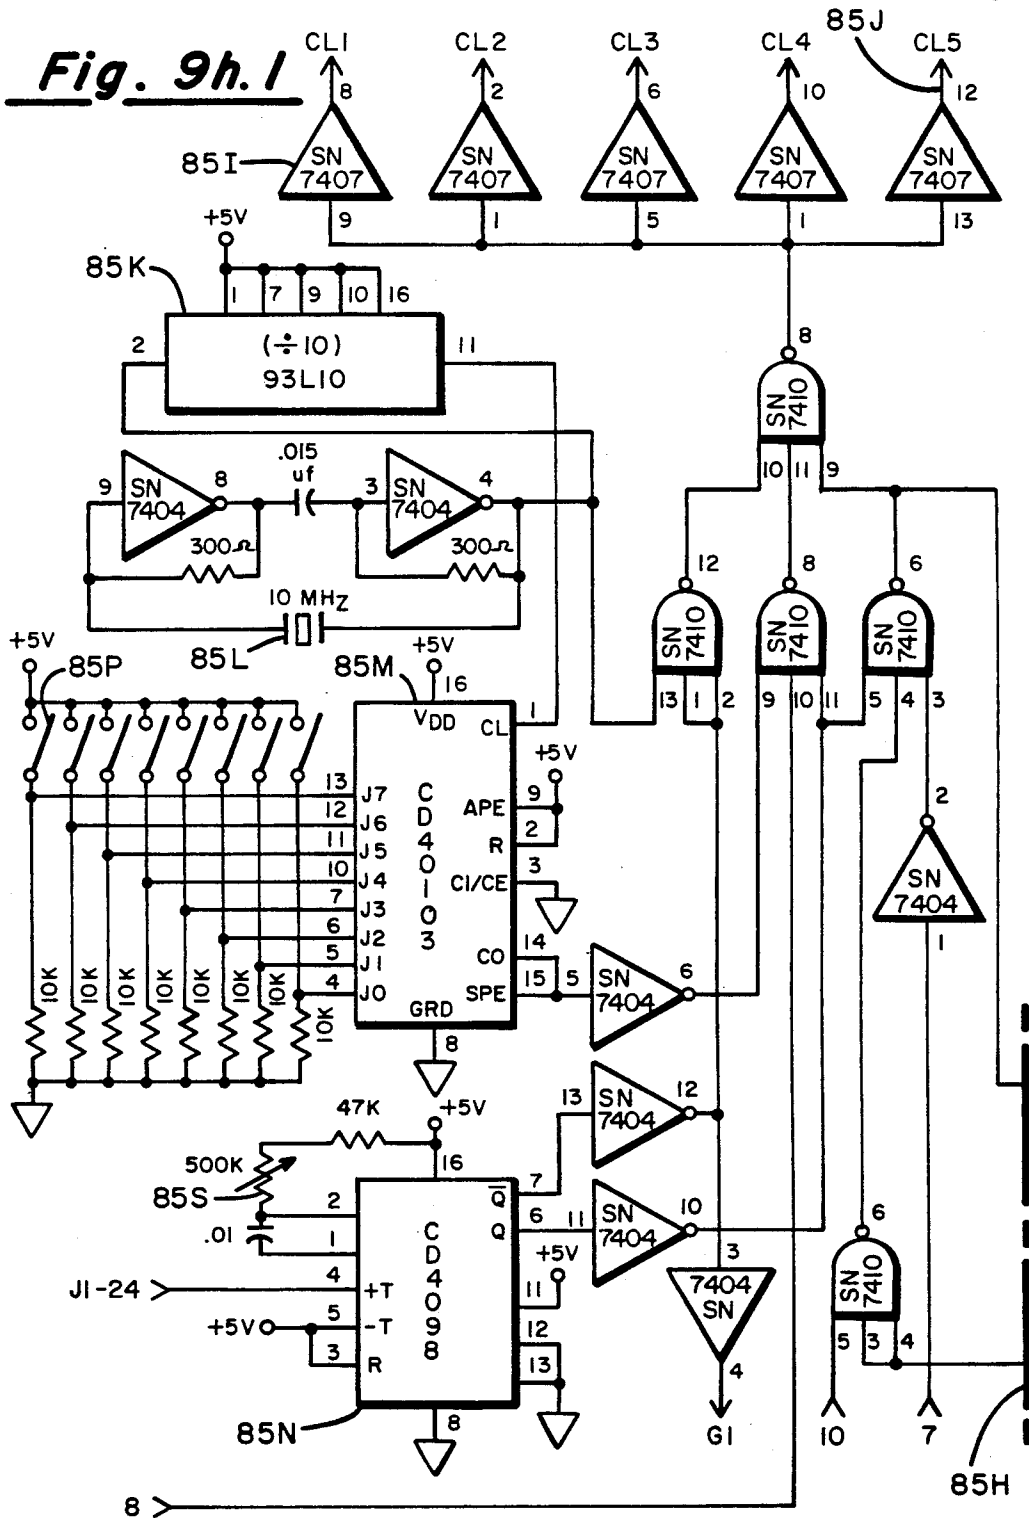 Fig. 9h.1
CL1 CL2 CL3 CL4 85J CL5
8 2 6 10 12
85I
SN 7407 SN 7407 SN 7407 SN 7407 SN 7407
9 1 5 1 13
+5V
85K
1 7 9 10 16
2 (÷10) 11
93L10
8
SN 7410
10 11 9
.015 uf
9 SN 7404 8 3 SN 7404 4
300Ω 300Ω
10 MHZ
85L
12 8 6
SN 7410 SN 7410 SN 7410
13 1 2 9 10 11 5 4 3
+5V 85P 85M +5V
16
VDD
CL 1
+5V
13 J7 CD40103 APE 9
12 J6 R 2
11 J5
10 J4 CI/CE 3
7 J3
6 J2
5 J1 CO 14
4 J0 SPE 15 5 SN 7404 6
GRD
8
10K 10K 10K 10K 10K 10K 10K 10K
2
SN 7404
1
47K +5V
500K 16
85S
.01
13 SN 7404 12
2 Q̅ 7
1 CD4098 Q 6 11 SN 7404 10
J1-24 4 +T +5V
11
+5V 5 -T 12
3 R 13
8
85N
3
7404 SN
4
G1
6
SN 7410
5 3 4
10 7
85H
8